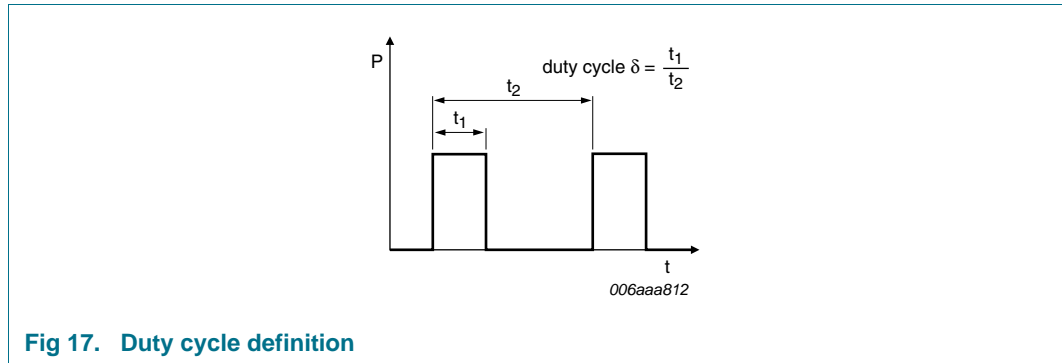 P
duty cycle δ = t1
t2
t2
t1
t
006aaa812
Fig 17. Duty cycle definition